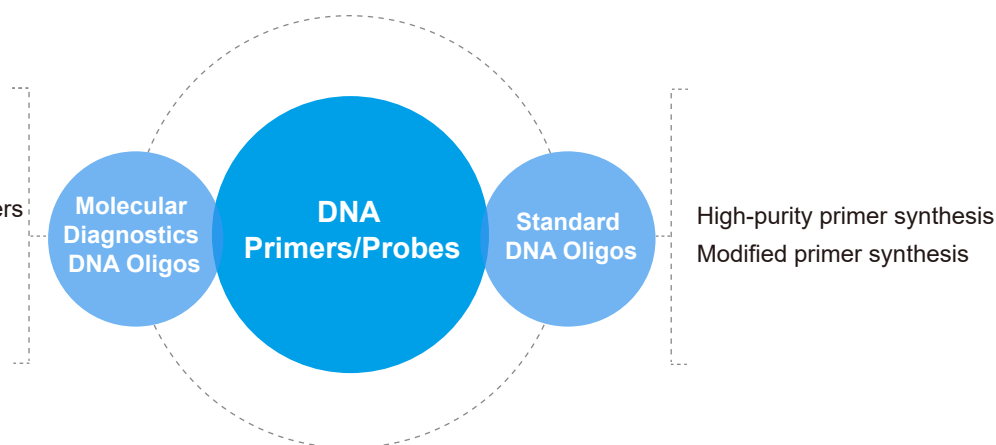 ers
Molecular
Diagnostics
DNA Oligos
DNA
Primers/Probes
Standard
DNA Oligos
High-purity primer synthesis
Modified primer synthesis